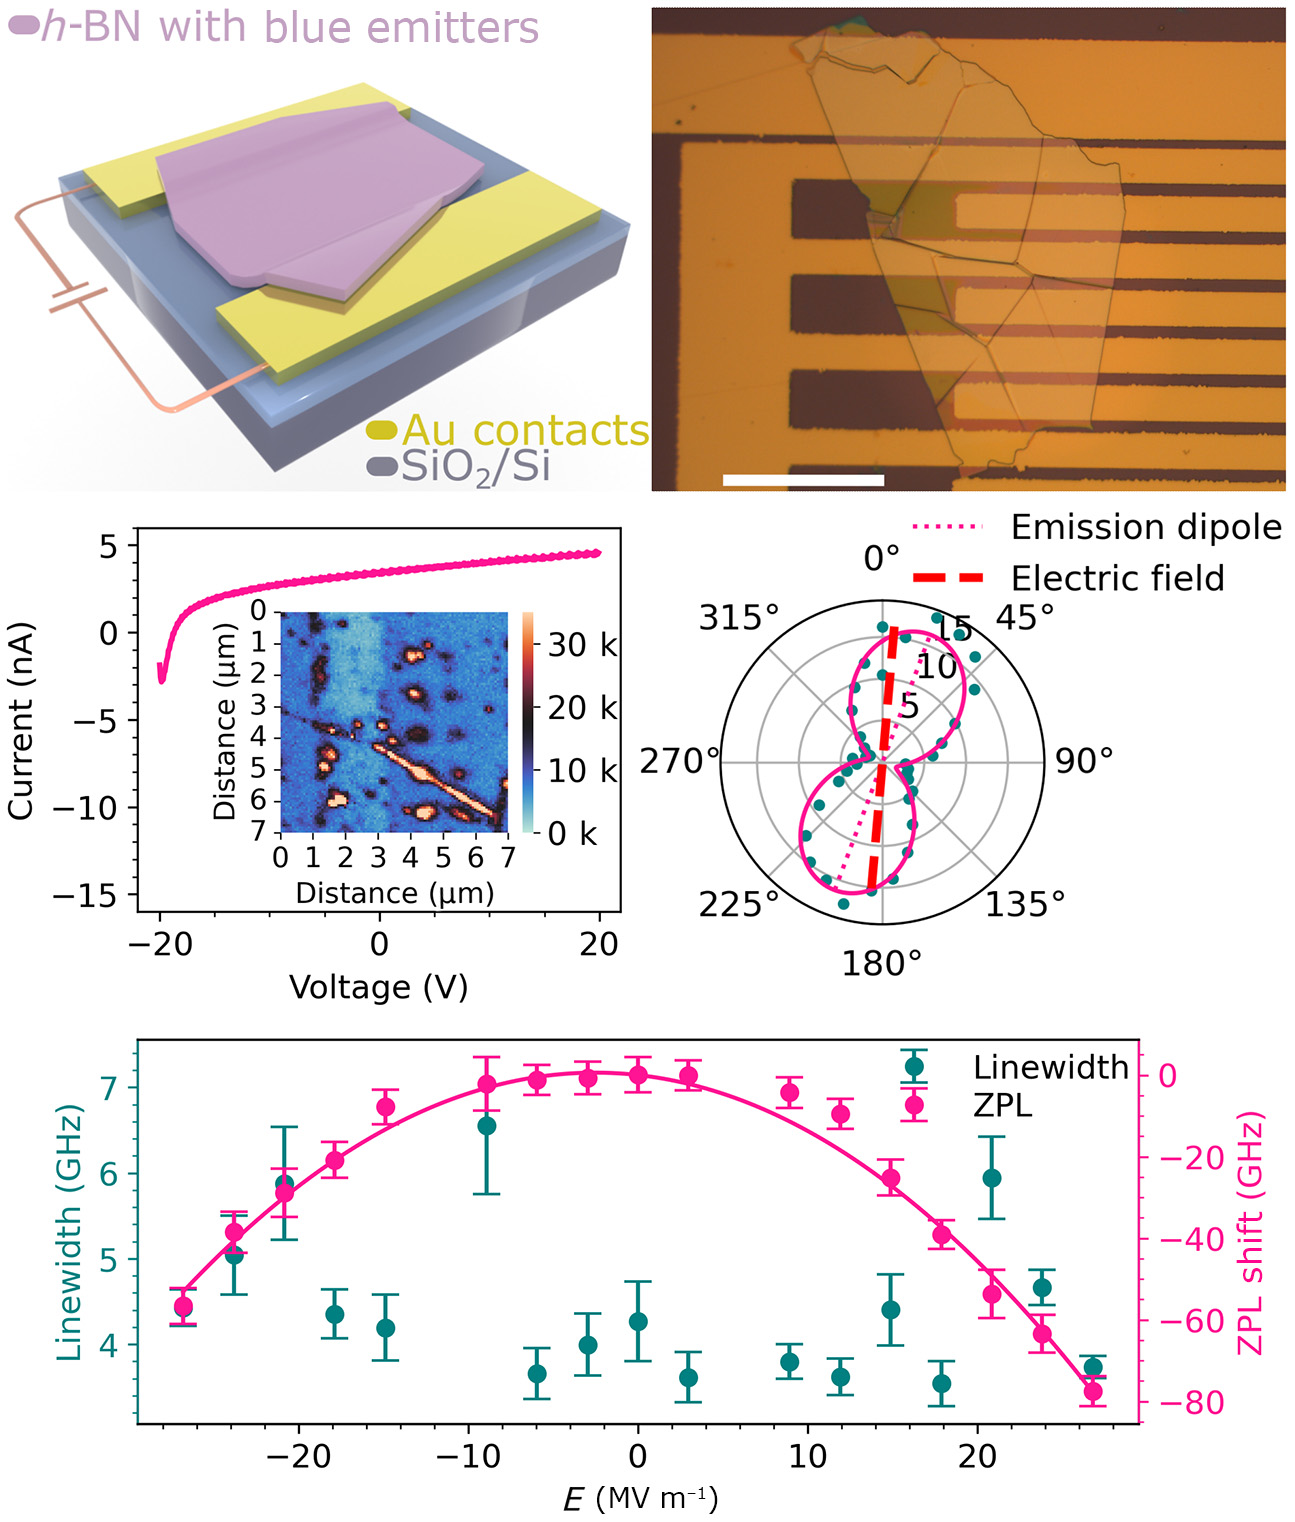 h-BN with blue emitters
Au contacts
SiO₂/Si
5
0
−5
−10
−15
Current (nA)
−20
0
20
Voltage (V)
0
1
2
3
4
5
6
7
Distance (μm)
0 1 2 3 4 5 6 7
Distance (μm)
30 k
20 k
10 k
0 k
Emission dipole
Electric field
0°
315°
45°
15
10
5
270°
90°
225°
135°
180°
Linewidth
ZPL
7
6
5
4
Linewidth (GHz)
0
−20
−40
−60
−80
ZPL shift (GHz)
−20
−10
0
10
20
E (MV m⁻¹)